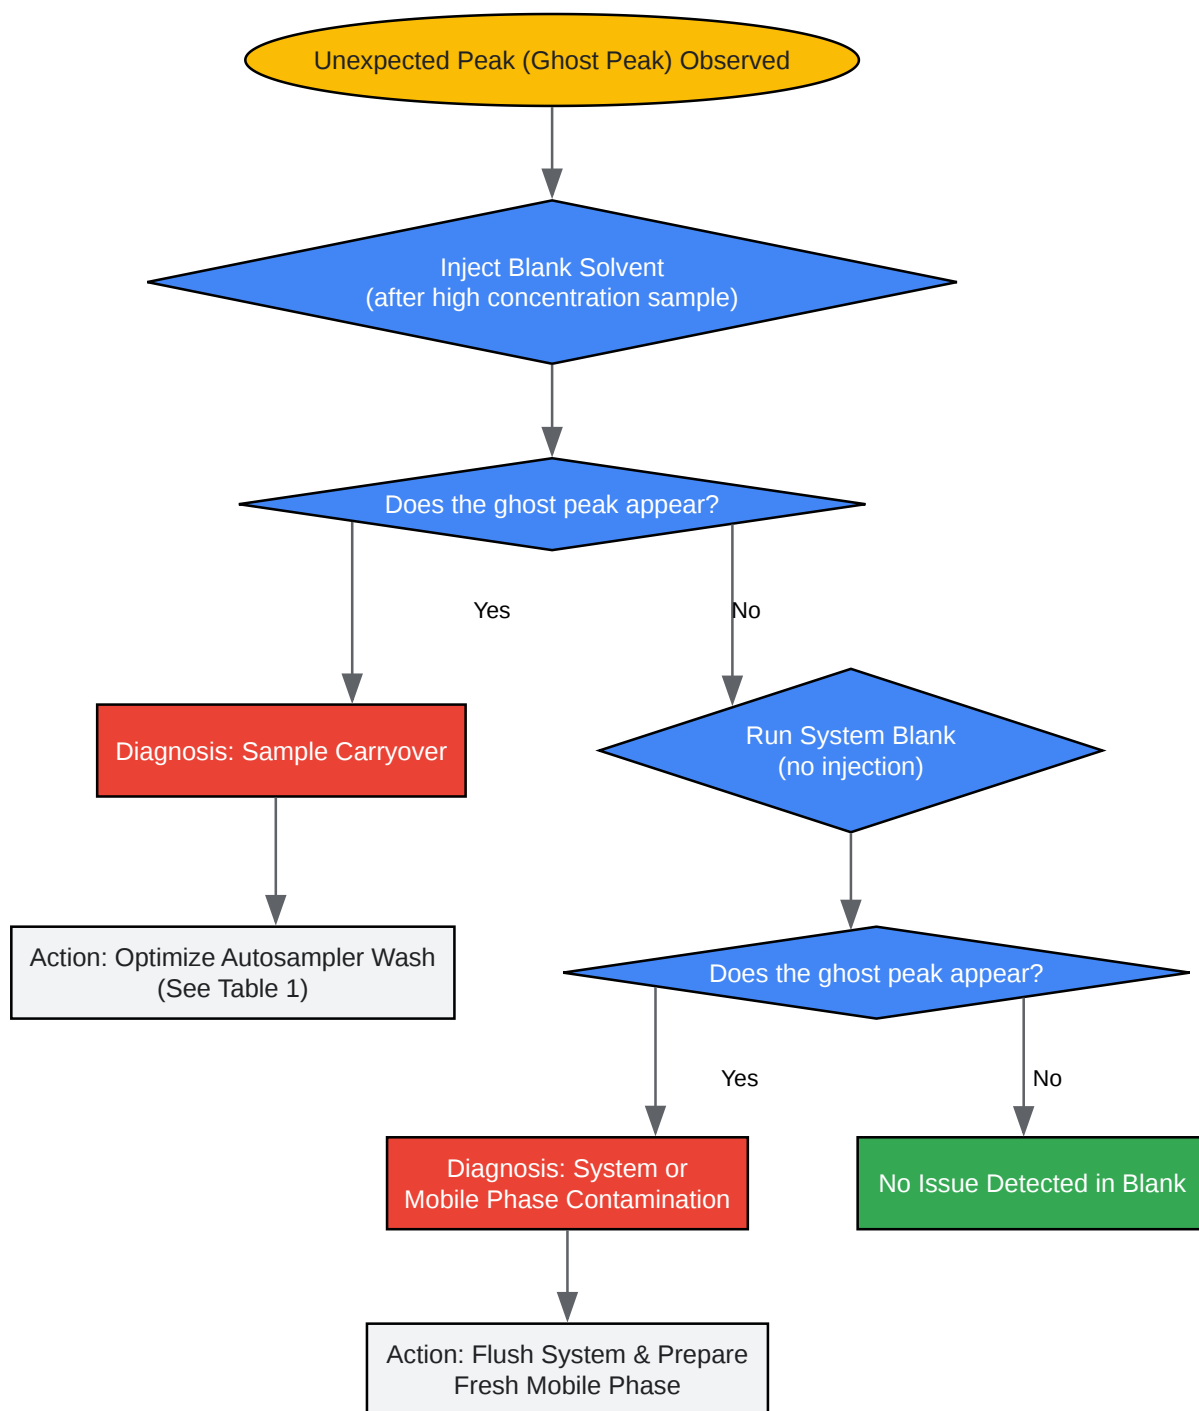 Unexpected Peak (Ghost Peak) Observed
Inject Blank Solvent
(after high concentration sample)
Does the ghost peak appear?
Yes
No
Diagnosis: Sample Carryover
Run System Blank
(no injection)
Action: Optimize Autosampler Wash
(See Table 1)
Does the ghost peak appear?
Yes
No
Diagnosis: System or
Mobile Phase Contamination
No Issue Detected in Blank
Action: Flush System & Prepare
Fresh Mobile Phase